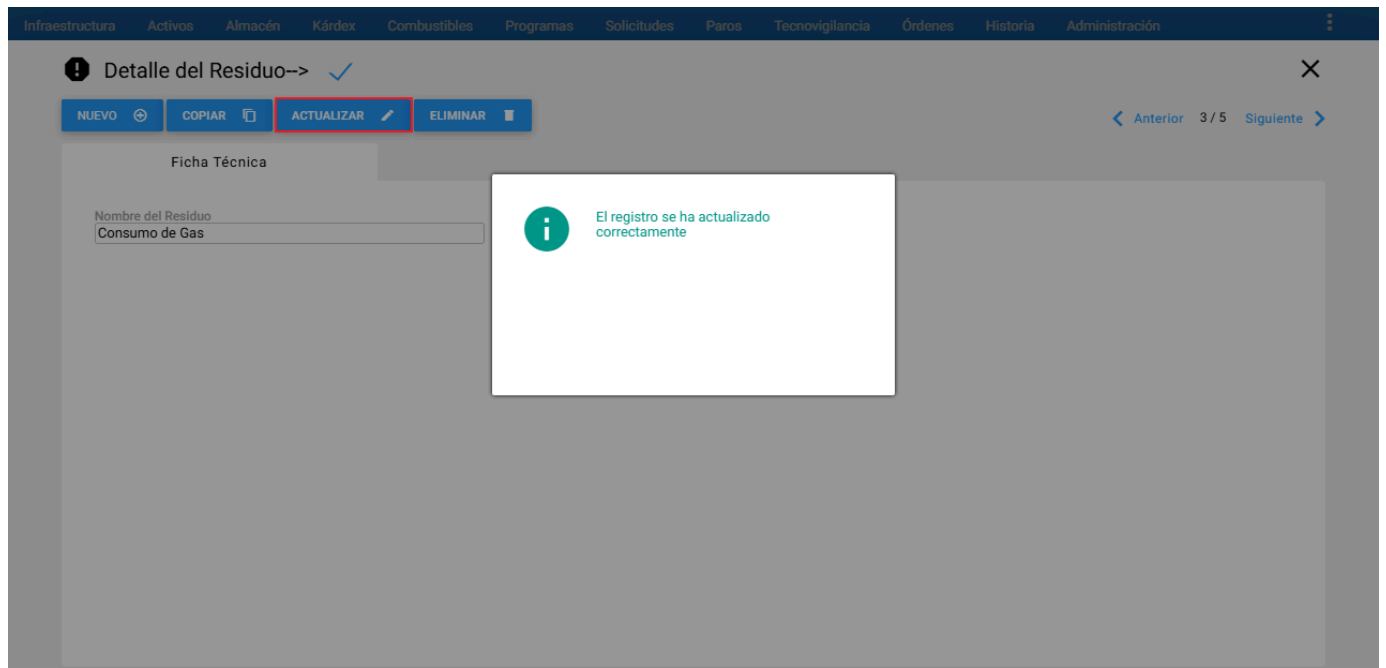 Infraestructura Activos Almacén Kárdex Combustibles Programas Solicitudes Paros Tecnovigilancia Órdenes Historia Administración
Detalle del Residuo-->
NUEVO COPIAR ACTUALIZAR ELIMINAR
Anterior 3 / 5 Siguiente
Ficha Técnica
Nombre del Residuo
Consumo de Gas
El registro se ha actualizado
correctamente